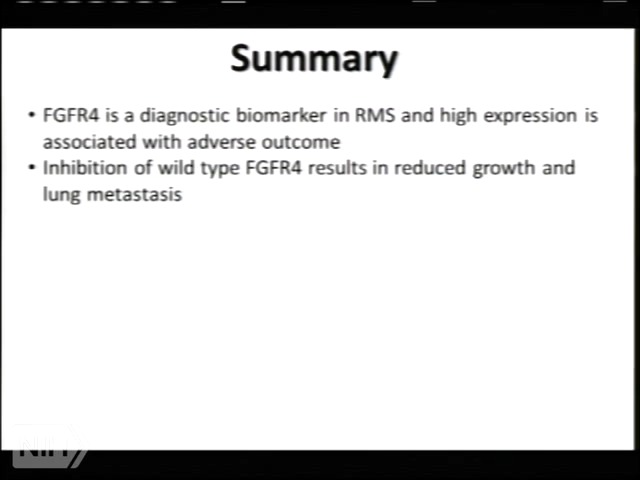 Summary
• FGFR4 is a diagnostic biomarker in RMS and high expression is
associated with adverse outcome
• Inhibition of wild type FGFR4 results in reduced growth and
lung metastasis
NIH